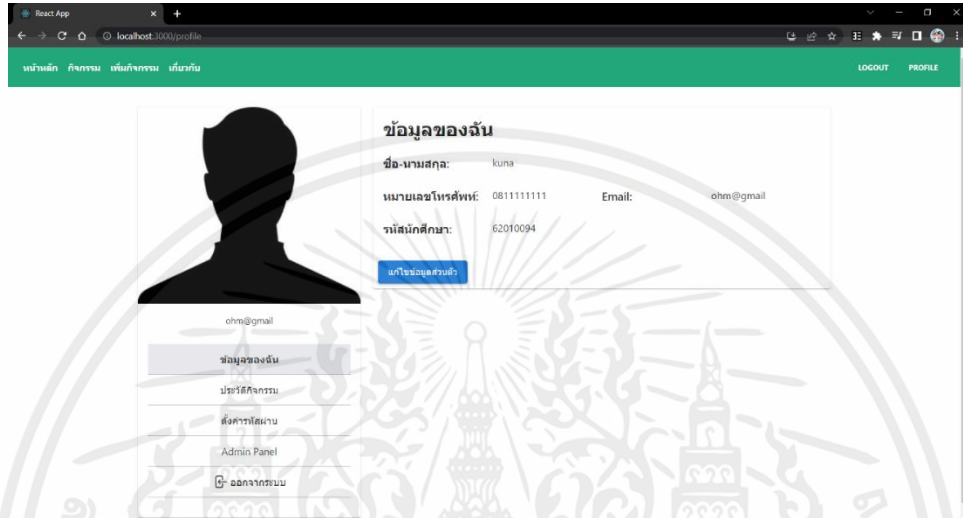 React App
localhost:3000/profile
หน้าหลัก กิจกรรม เพิ่มกิจกรรม เกี่ยวกับ LOGOUT PROFILE
ข้อมูลของฉัน
ชื่อ-นามสกุล: kuna
หมายเลขโทรศัพท์: 0811111111 Email: ohm@gmail
รหัสนักศึกษา: 62010094
แก้ไขข้อมูลส่วนตัว
ohm@gmail
ข้อมูลของฉัน
ประวัติกิจกรรม
ตั้งค่ารหัสผ่าน
Admin Panel
ออกจากระบบ